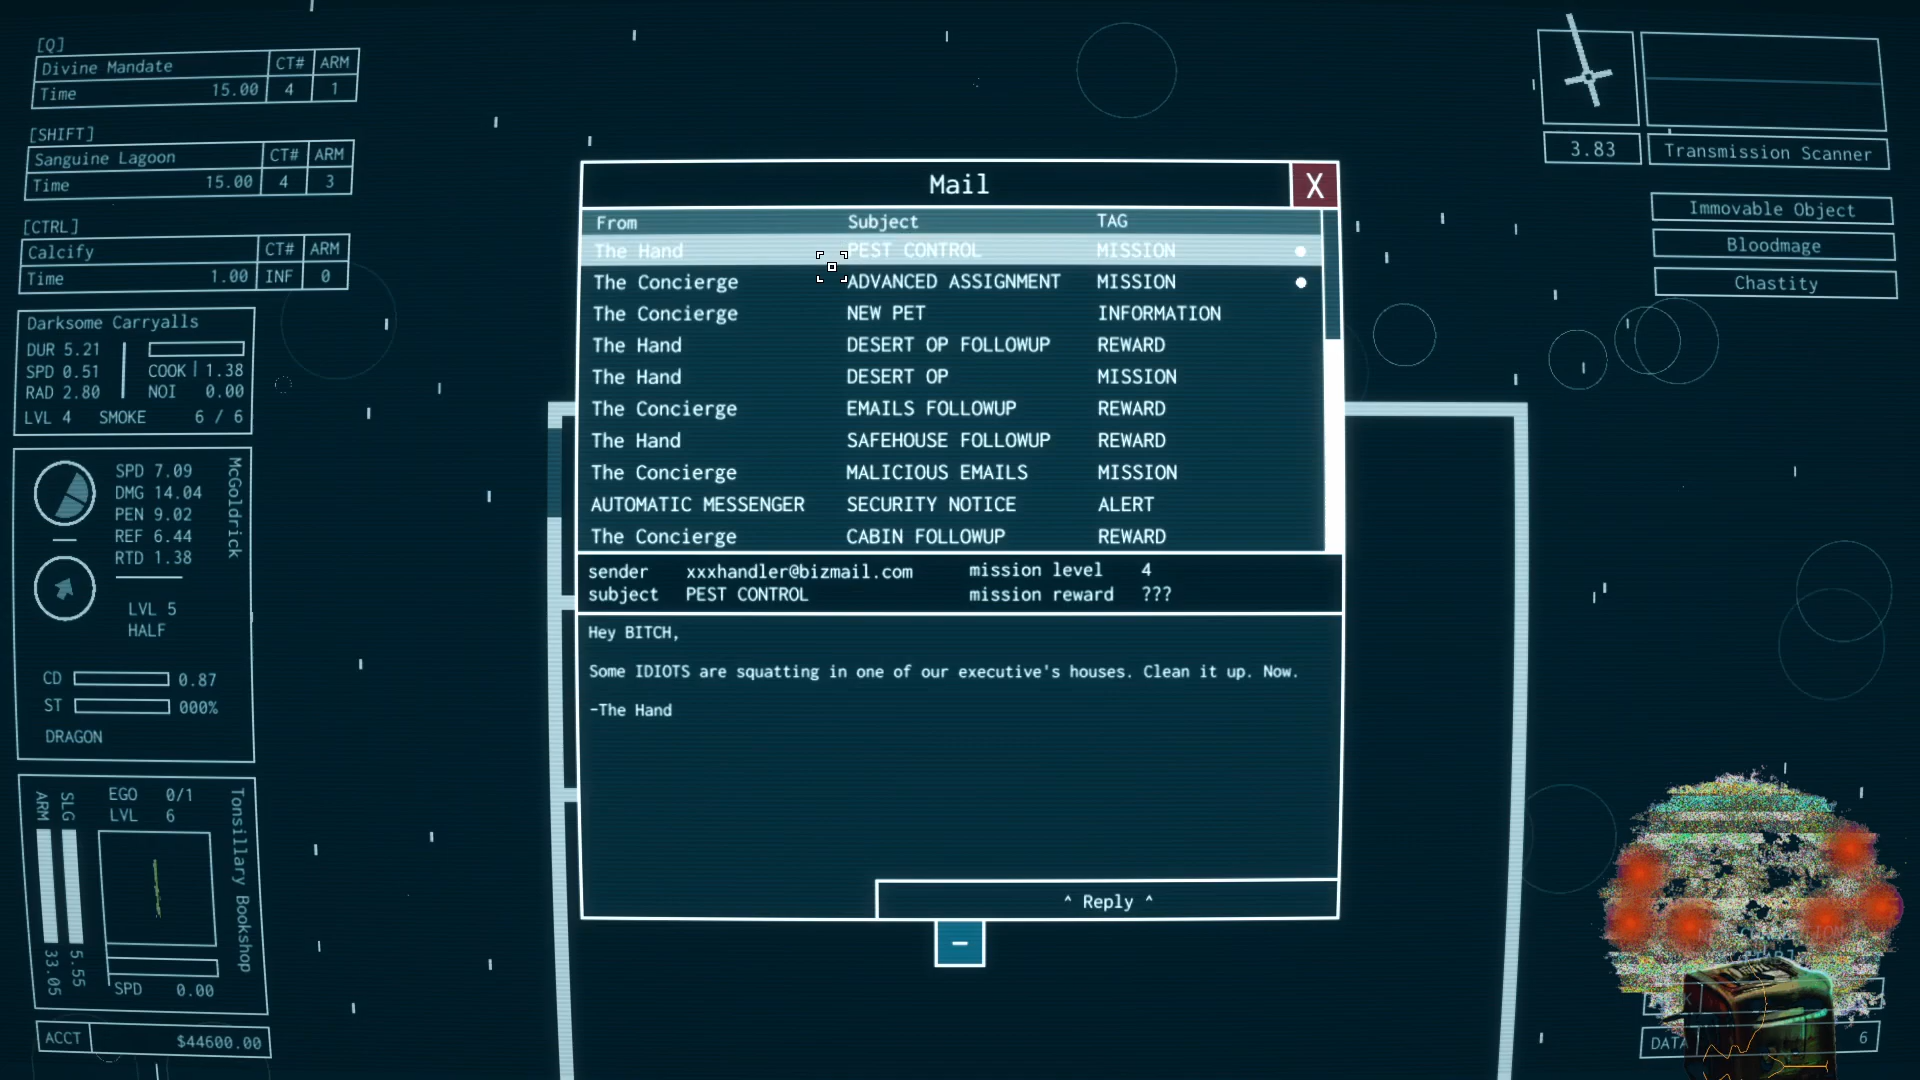 [Q]
Divine Mandate CT# ARM
Time 15.00 4 1
[SHIFT]
Sanguine Lagoon CT# ARM
Time 15.00 4 3
[CTRL]
Calcify CT# ARM
Time 1.00 INF 0
Darksome Carryalls
DUR 5.21
SPD 0.51 COOK 1.38
RAD 2.80 NOI 0.00
LVL 4 SMOKE 6 / 6
McGoldrick
SPD 7.09
DMG 14.04
PEN 9.02
REF 6.44
RTD 1.38
LVL 5
HALF
CD 0.87
ST 000%
DRAGON
ARM SLG EGO 0/1
LVL 6
Tonsillary Bookshop
33.05 5.55
SPD 0.00
ACCT $44600.00
Mail
X
From Subject TAG
The Hand PEST CONTROL MISSION
The Concierge ADVANCED ASSIGNMENT MISSION
The Concierge NEW PET INFORMATION
The Hand DESERT OP FOLLOWUP REWARD
The Hand DESERT OP MISSION
The Concierge EMAILS FOLLOWUP REWARD
The Hand SAFEHOUSE FOLLOWUP REWARD
The Concierge MALICIOUS EMAILS MISSION
AUTOMATIC MESSENGER SECURITY NOTICE ALERT
The Concierge CABIN FOLLOWUP REWARD
sender xxxhandler@bizmail.com mission level 4
subject PEST CONTROL mission reward ???
Hey BITCH,
Some IDIOTS are squatting in one of our executive's houses. Clean it up. Now.
-The Hand
^ Reply ^
-
3.83 Transmission Scanner
Immovable Object
Bloodmage
Chastity
DATA 6